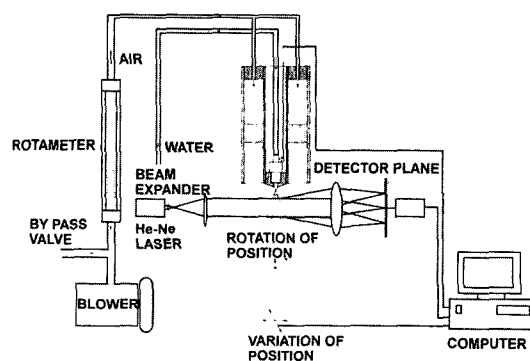 AIR
ROTAMETER
WATER
BEAM
EXPANDER
DETECTOR PLANE
He-Ne
LASER
ROTATION OF
POSITION
BY PASS
VALVE
BLOWER
VARIATION OF
POSITION
COMPUTER